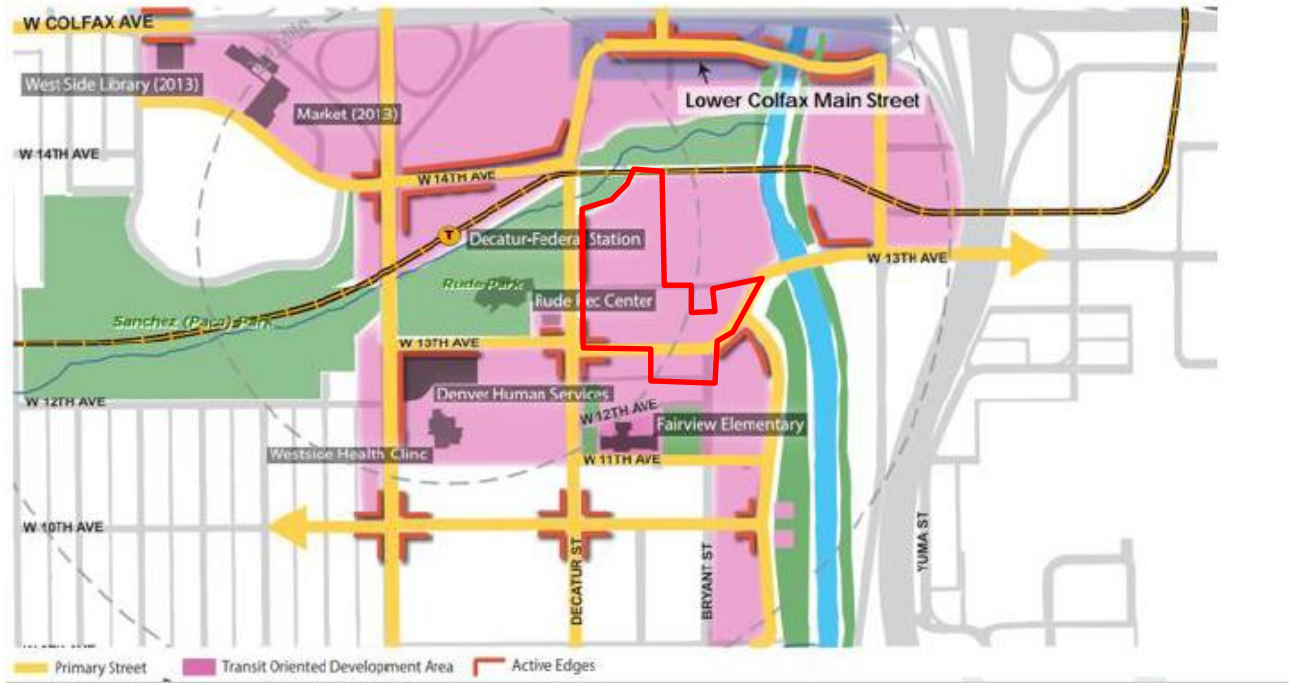 W COLFAX AVE
West Side Library (2013)
Market (2013)
Lower Colfax Main Street
W 14TH AVE
W 14TH AVE
Decatur-Federal Station
T
W 13TH AVE
Rude Park
Rude Rec Center
Sanchez (Paco) Park
W 13TH AVE
Denver Human Services
W 12TH AVE
W 12TH AVE
Fairview Elementary
Westside Health Clinc
W 11TH AVE
W 10TH AVE
DECATUR ST
BRYANT ST
YUMA ST
Primary Street
Transit Oriented Development Area
Active Edges